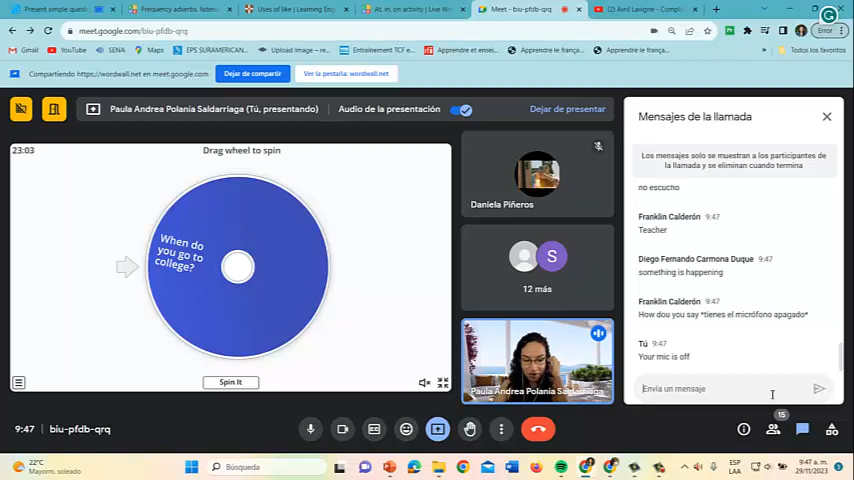 Present simple questi
Frequency adverbs. listeni
Uses of like | Learning Eng
At, in, on activity | Live Wo
Meet - biu-pfdb-qrq
(2) Avril Lavigne - Compli
meet.google.com/biu-pfdb-qrq
Error
Gmail
YouTube
SENA
Maps
EPS SURAMERICAN...
Upload Image – re...
Entraînement TCF e...
Apprendre et ensei...
Apprendre le franç...
Apprendre le franç...
Todos los favoritos
Compartiendo https://wordwall.net en meet.google.com
Dejar de compartir
Ver la pestaña: wordwall.net
Paula Andrea Polanía Saldarriaga (Tú, presentando)
Audio de la presentación
Dejar de presentar
23:03
Drag wheel to spin
When do
you go to
college?
Spin It
Daniela Piñeros
S
12 más
Paula Andrea Polanía Saldarriaga
Mensajes de la llamada
Los mensajes solo se muestran a los participantes de
la llamada y se eliminan cuando termina
no escucho
Franklin Calderón 9:47
Teacher
Diego Fernando Carmona Duque 9:47
something is happening
Franklin Calderón 9:47
How dou you say *tienes el micrófono apagado*
Tú 9:47
Your mic is off
Envía un mensaje
9:47
biu-pfdb-qrq
15
22°C
Mayorm. soleado
Búsqueda
ESP
LAA
9:47 a. m.
29/11/2023